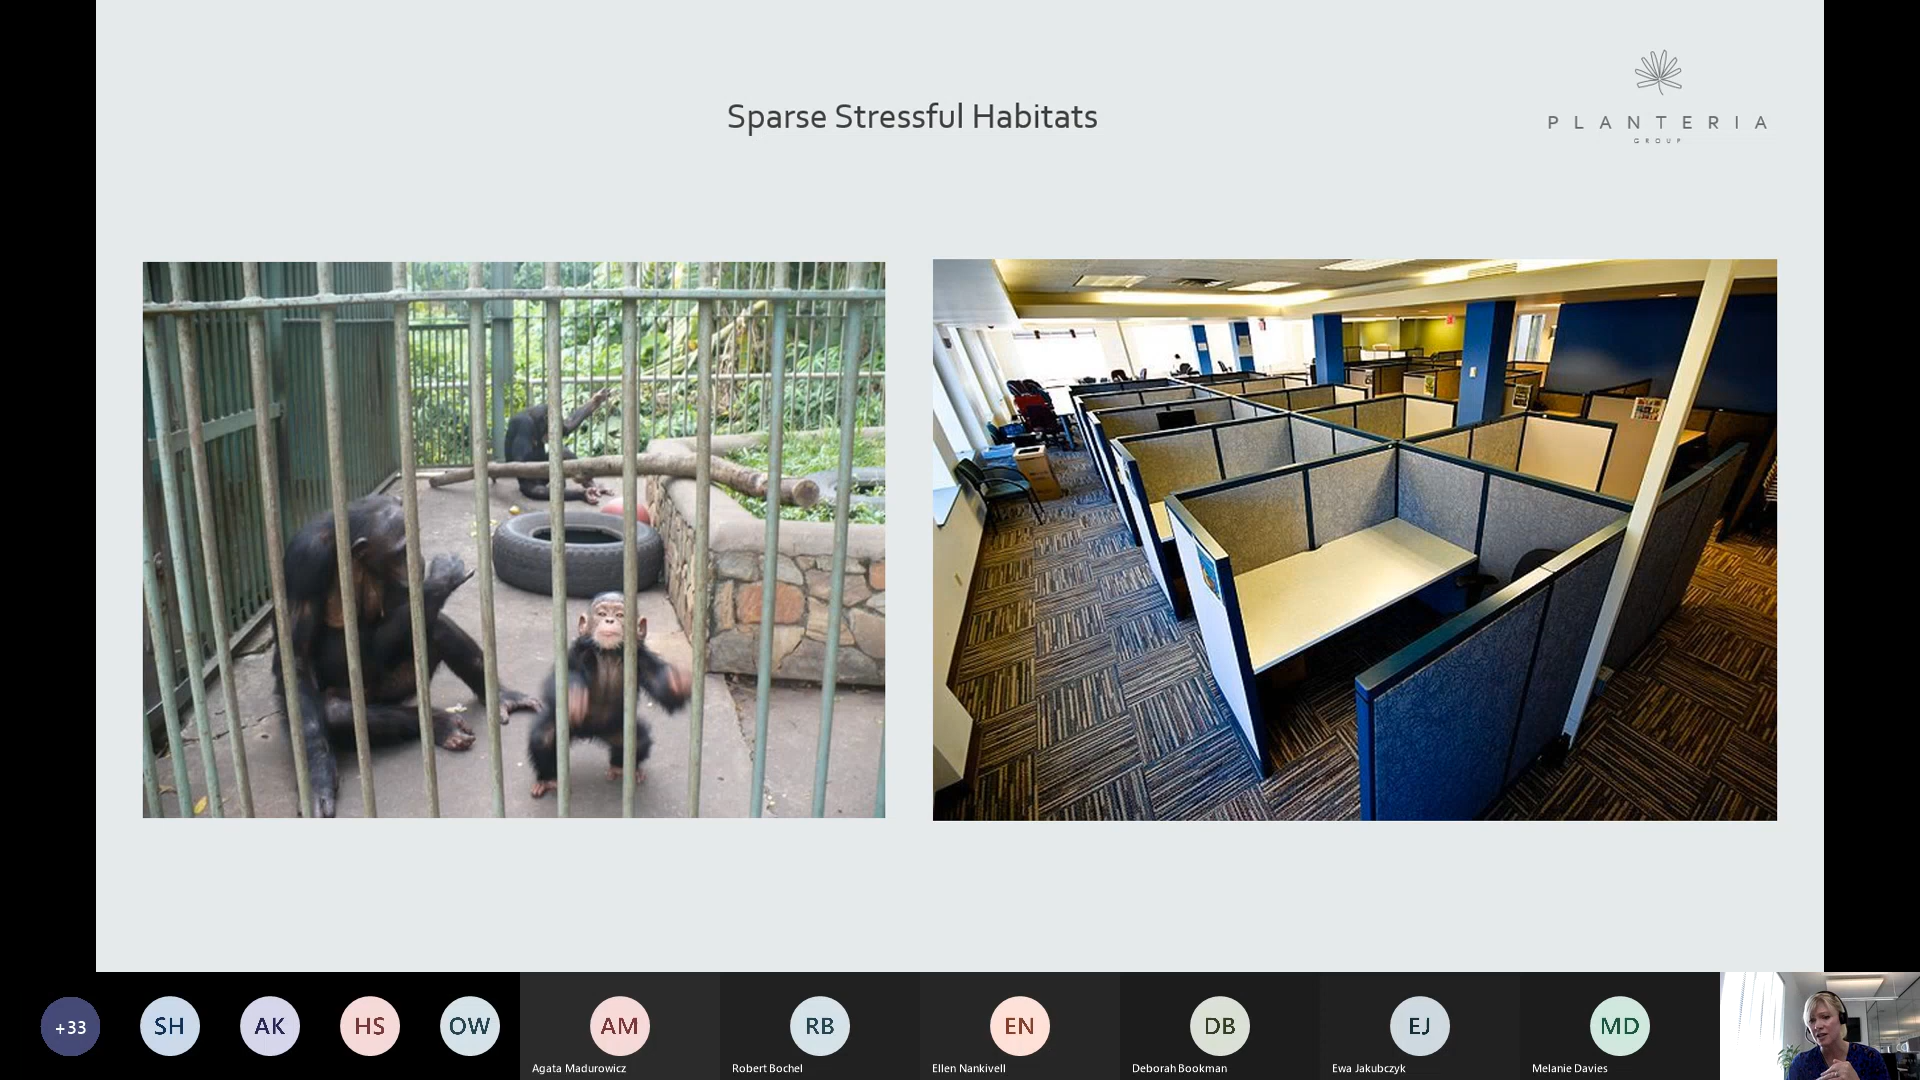 Sparse Stressful Habitats
PLANTERIA
GROUP
+33
SH
AK
HS
OW
AM
RB
EN
DB
EJ
MD
Agata Madurowicz
Robert Bochel
Ellen Nankivell
Deborah Bookman
Ewa Jakubczyk
Melanie Davies